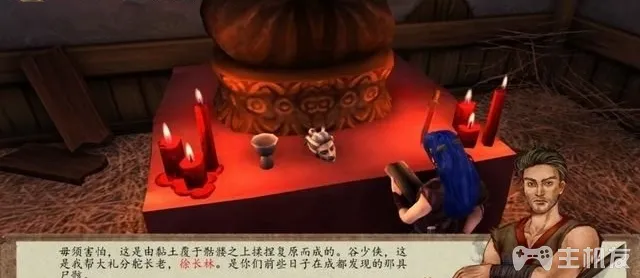 毋须害怕，这是由黏土覆于骷髅之上揉捏复原而成的。谷少侠，这
是我帮大礼分舵长老，徐长林。是你们前些日子在成都发现的那具
尸骸。
主机友